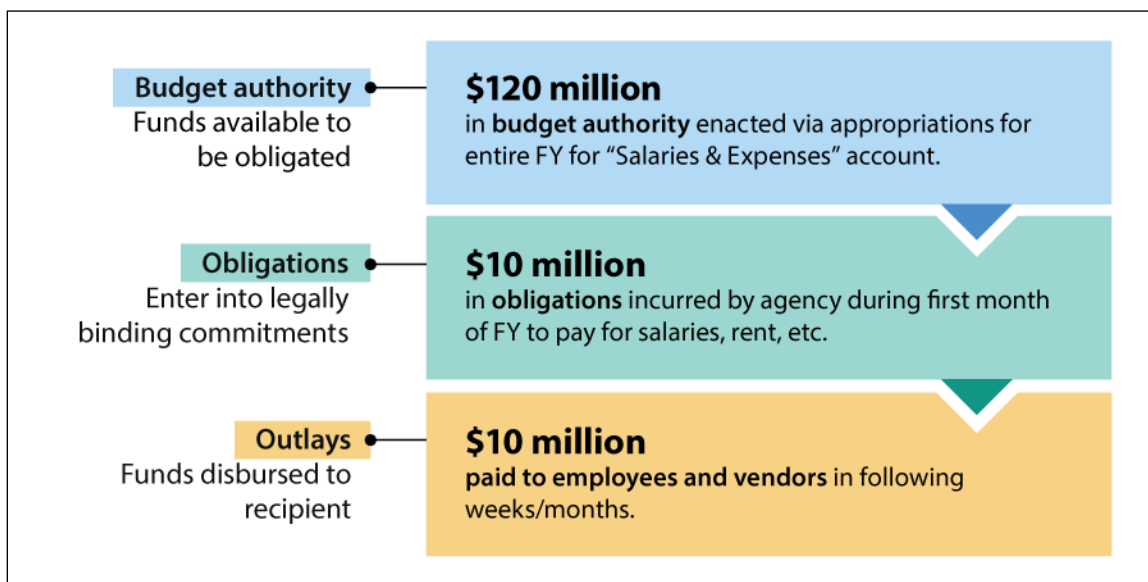 Budget authority
Funds available to
be obligated
$120 million
in budget authority enacted via appropriations for
entire FY for “Salaries & Expenses” account.
Obligations
Enter into legally
binding commitments
$10 million
in obligations incurred by agency during first month
of FY to pay for salaries, rent, etc.
Outlays
Funds disbursed to
recipient
$10 million
paid to employees and vendors in following
weeks/months.